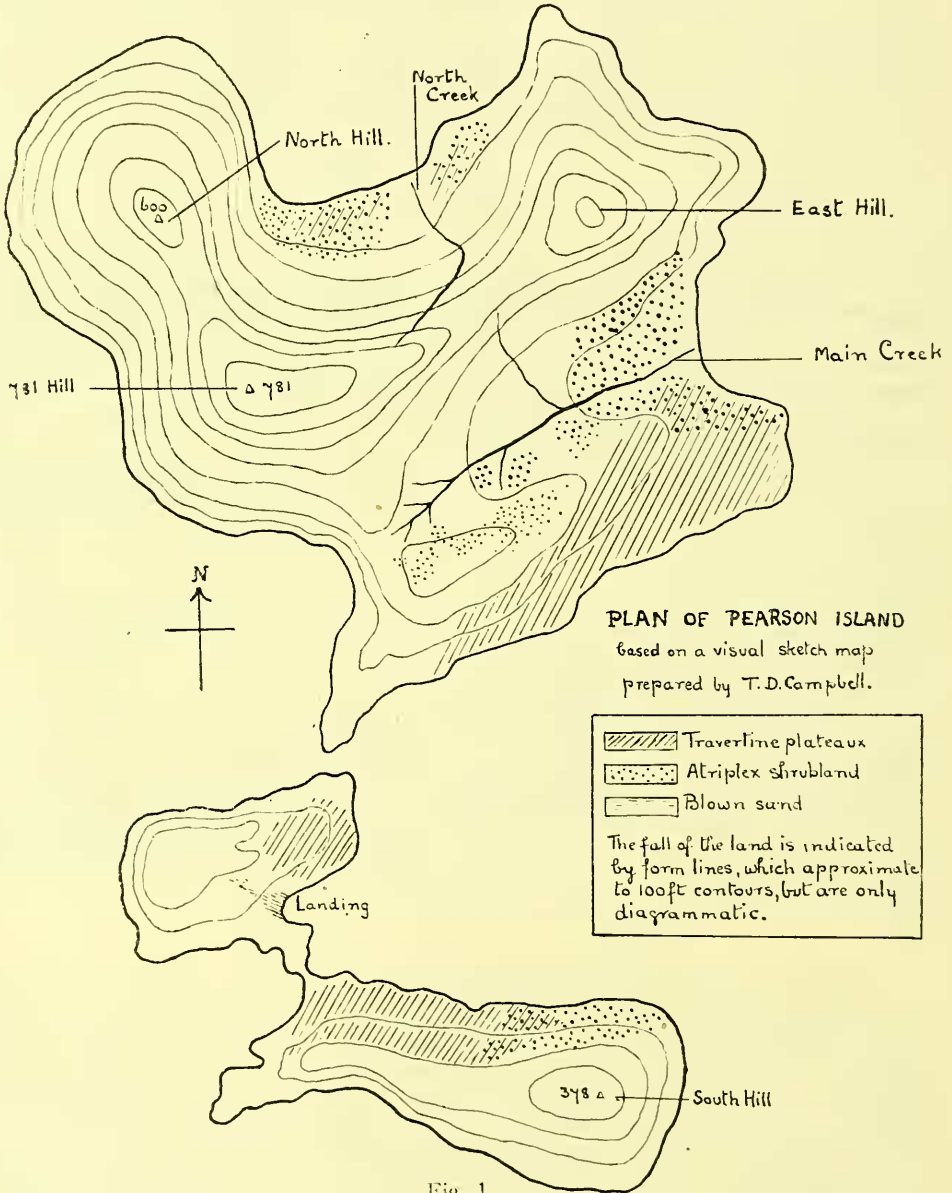 North
Creek
North Hill.
600
East Hill.
Main Creek
781 Hill
781
N
PLAN OF PEARSON ISLAND
based on a visual sketch map
prepared by T.D. Campbell.
Travertine plateaux
Atriplex shrubland
Blown sand
The fall of the land is indicated
by form lines, which approximate
to 100ft contours, but are only
diagrammatic.
Landing
378
South Hill
Fig. 1